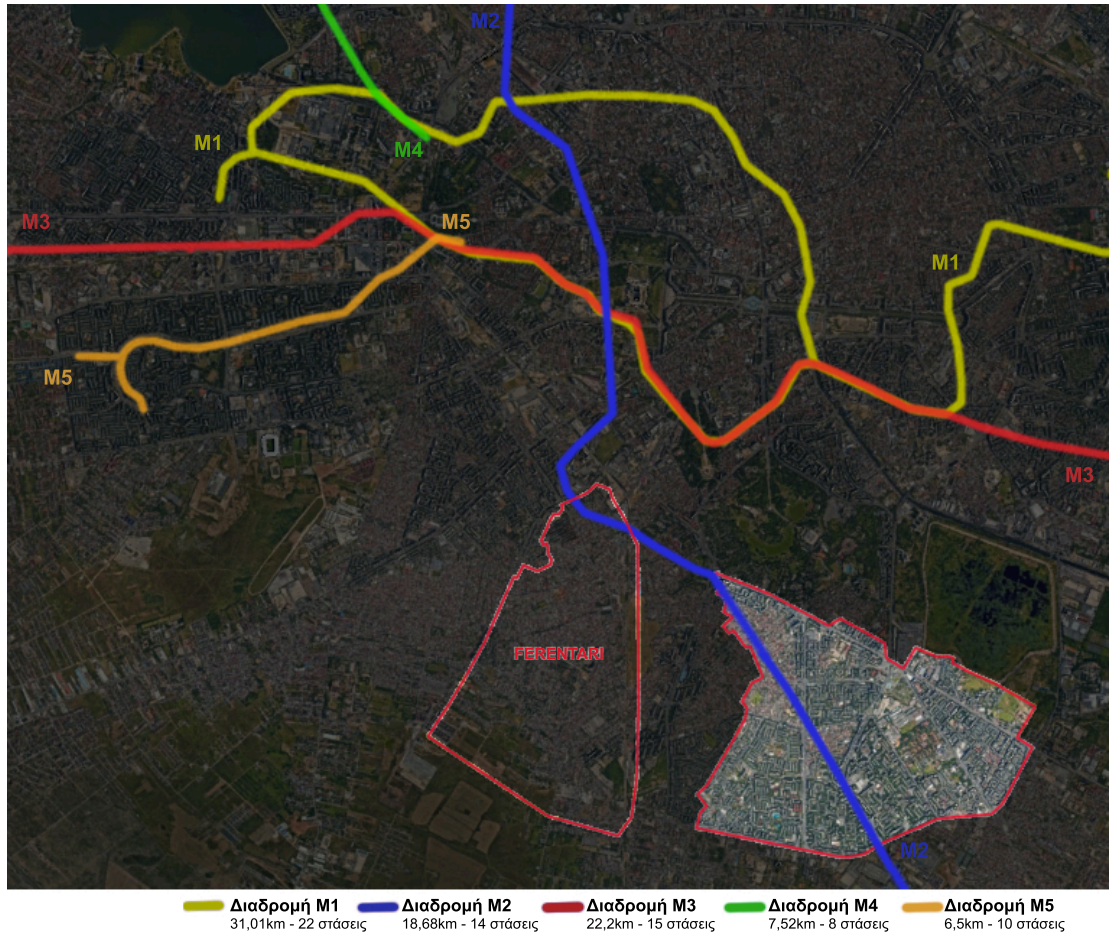 M2
M1
M4
M3
M5
M1
M5
M3
FERENTARI
M2
Διαδρομή M1
31,01km - 22 στάσεις
Διαδρομή M2
18,68km - 14 στάσεις
Διαδρομή M3
22,2km - 15 στάσεις
Διαδρομή M4
7,52km - 8 στάσεις
Διαδρομή M5
6,5km - 10 στάσεις